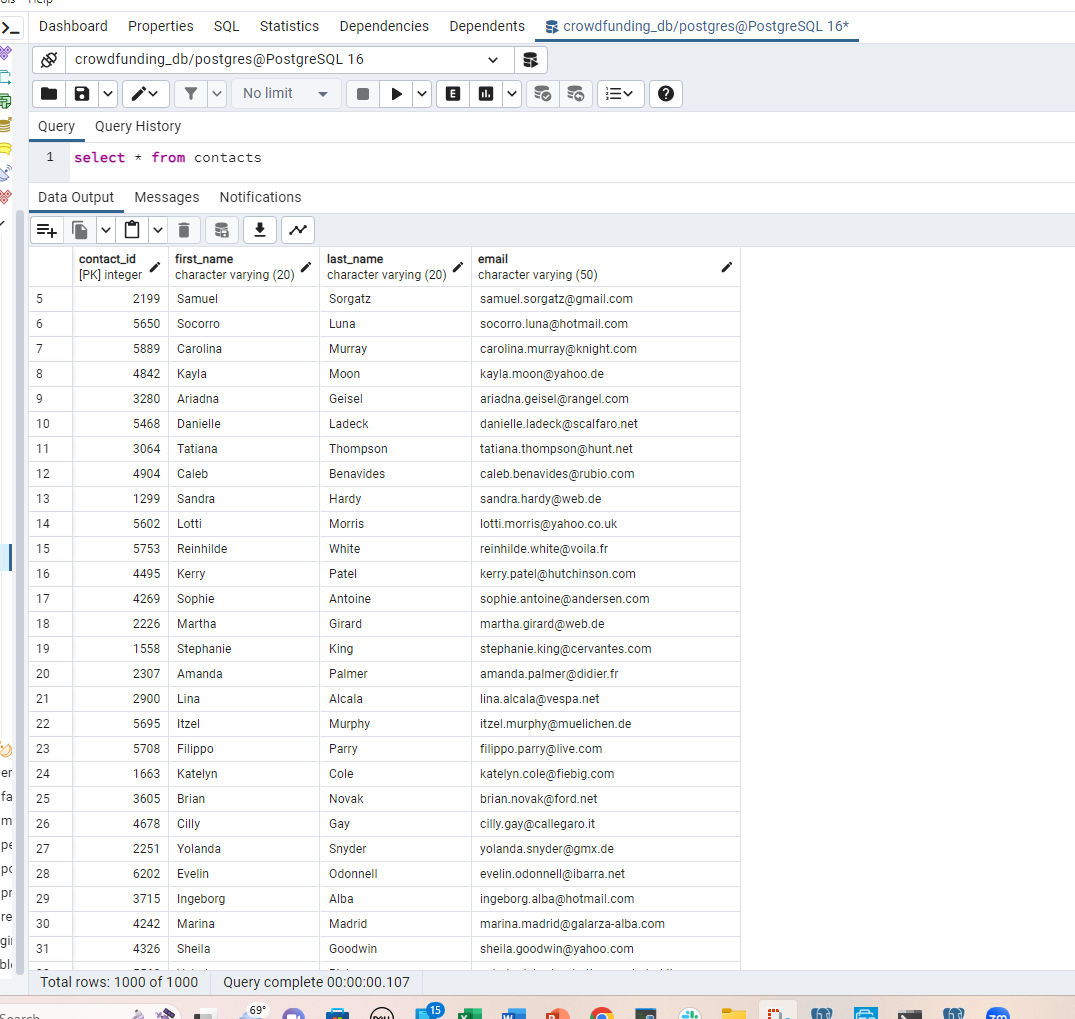 Help
Dashboard Properties SQL Statistics Dependencies Dependents crowdfunding_db/postgres@PostgreSQL 16*
crowdfunding_db/postgres@PostgreSQL 16
No limit E
Query Query History
1 select * from contacts
Data Output Messages Notifications
contact_id first_name last_name email
[PK] integer character varying (20) character varying (20) character varying (50)
5 2199 Samuel Sorgatz samuel.sorgatz@gmail.com
6 5650 Socorro Luna socorro.luna@hotmail.com
7 5889 Carolina Murray carolina.murray@knight.com
8 4842 Kayla Moon kayla.moon@yahoo.de
9 3280 Ariadna Geisel ariadna.geisel@rangel.com
10 5468 Danielle Ladeck danielle.ladeck@scalfaro.net
11 3064 Tatiana Thompson tatiana.thompson@hunt.net
12 4904 Caleb Benavides caleb.benavides@rubio.com
13 1299 Sandra Hardy sandra.hardy@web.de
14 5602 Lotti Morris lotti.morris@yahoo.co.uk
15 5753 Reinhilde White reinhilde.white@voila.fr
16 4495 Kerry Patel kerry.patel@hutchinson.com
17 4269 Sophie Antoine sophie.antoine@andersen.com
18 2226 Martha Girard martha.girard@web.de
19 1558 Stephanie King stephanie.king@cervantes.com
20 2307 Amanda Palmer amanda.palmer@didier.fr
21 2900 Lina Alcala lina.alcala@vespa.net
22 5695 Itzel Murphy itzel.murphy@muelichen.de
23 5708 Filippo Parry filippo.parry@live.com
24 1663 Katelyn Cole katelyn.cole@fiebig.com
25 3605 Brian Novak brian.novak@ford.net
26 4678 Cilly Gay cilly.gay@callegaro.it
27 2251 Yolanda Snyder yolanda.snyder@gmx.de
28 6202 Evelin Odonnell evelin.odonnell@ibarra.net
29 3715 Ingeborg Alba ingeborg.alba@hotmail.com
30 4242 Marina Madrid marina.madrid@galarza-alba.com
31 4326 Sheila Goodwin sheila.goodwin@yahoo.com
Total rows: 1000 of 1000 Query complete 00:00:00.107
Search 69° 15